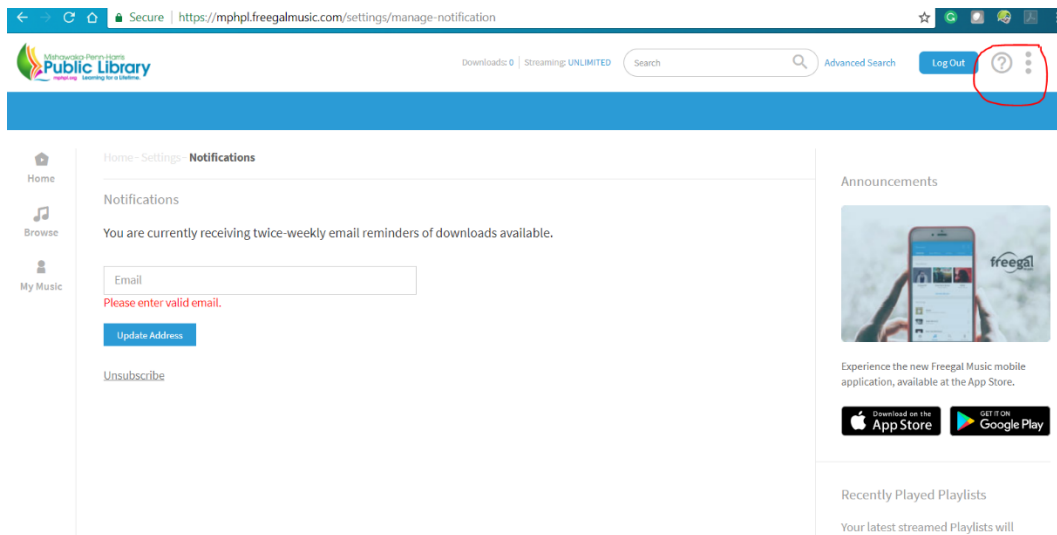 Secure | https://mphpl.freegalmusic.com/settings/manage-notification
Mishawaka-Penn-Harris
Public Library
mphpl.org Learning for a Lifetime.
Downloads: 0 | Streaming: UNLIMITED
Search
Advanced Search
Log Out
?
Home - Settings - Notifications
Home
Browse
My Music
Notifications
You are currently receiving twice-weekly email reminders of downloads available.
Email
Please enter valid email.
Update Address
Unsubscribe
Announcements
freegal
Experience the new Freegal Music mobile
application, available at the App Store.
Download on the
App Store
GET IT ON
Google Play
Recently Played Playlists
Your latest streamed Playlists will